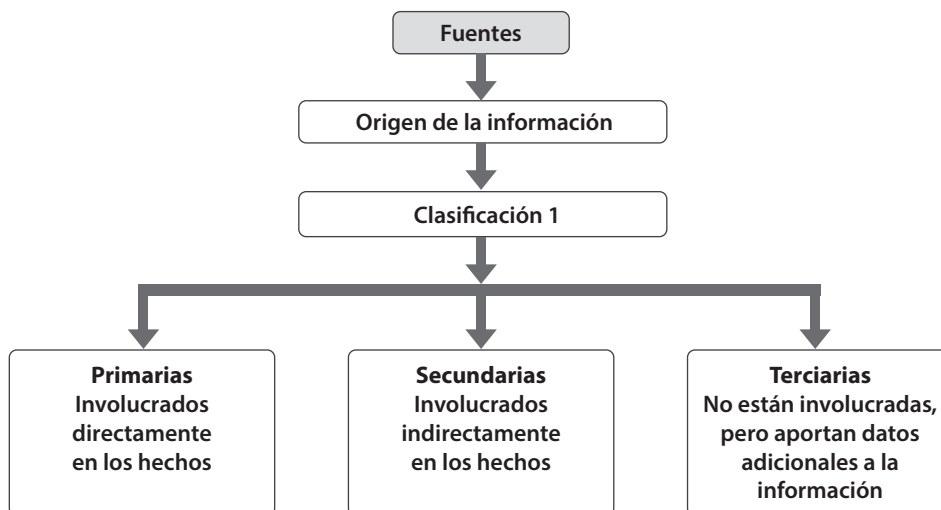 Fuentes
Origen de la información
Clasificación 1
Primarias
Involucrados
directamente
en los hechos
Secundarias
Involucrados
indirectamente
en los hechos
Terciarias
No están involucradas,
pero aportan datos
adicionales a la
información